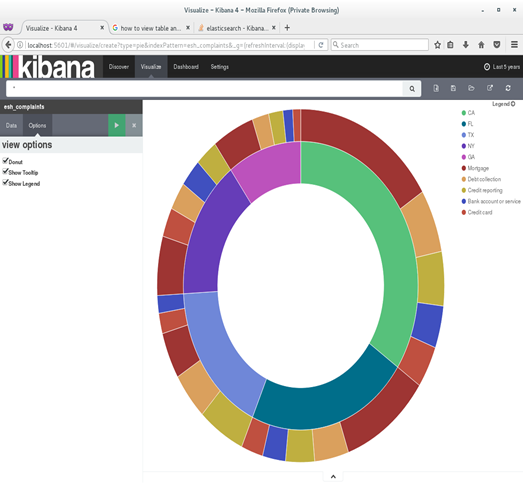 Visualize - Kibana 4 - Mozilla Firefox (Private Browsing)
Visualize - Kibana 4
how to view table an...
elasticsearch - Kibana...
localhost:5601/#/visualize/create?type=pie&indexPattern=esh_complaints&_g=(refreshInterval:(display
Search
kibana
Discover
Visualize
Dashboard
Settings
Last 5 years
*
esh_complaints
Legend
Data
Options
view options
Donut
Show Tooltip
Show Legend
CA
FL
TX
NY
GA
Mortgage
Debt collection
Credit reporting
Bank account or service
Credit card